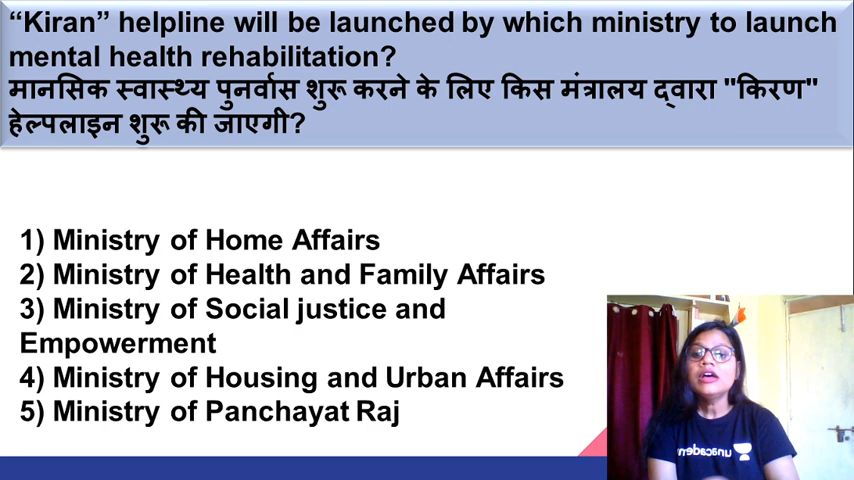 “Kiran” helpline will be launched by which ministry to launch
mental health rehabilitation?
मानसिक स्वास्थ्य पुनर्वास शुरू करने के लिए किस मंत्रालय द्वारा "किरण"
हेल्पलाइन शुरू की जाएगी?
1) Ministry of Home Affairs
2) Ministry of Health and Family Affairs
3) Ministry of Social justice and
Empowerment
4) Ministry of Housing and Urban Affairs
5) Ministry of Panchayat Raj
unacademy